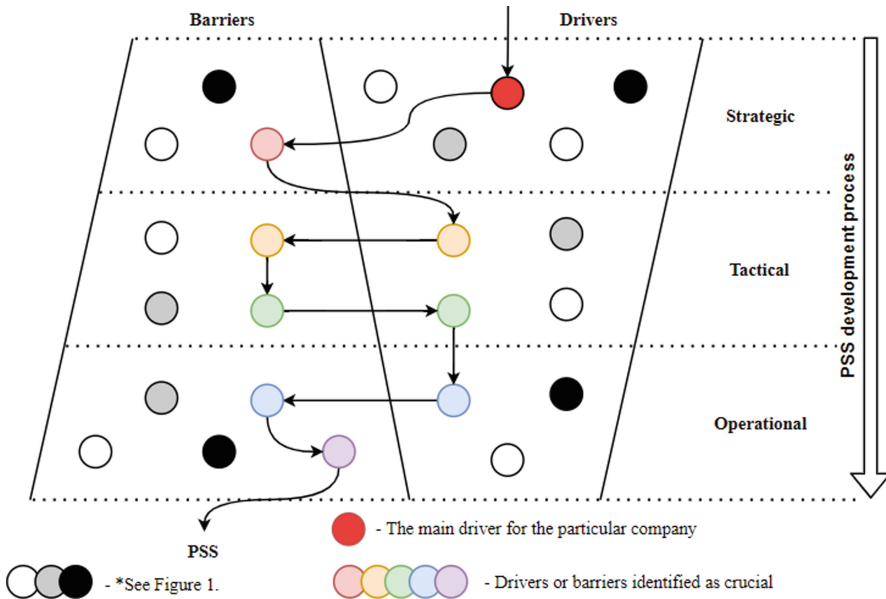 Barriers
Drivers
Strategic
Tactical
Operational
PSS development process
PSS
- The main driver for the particular company
- *See Figure 1.
- Drivers or barriers identified as crucial